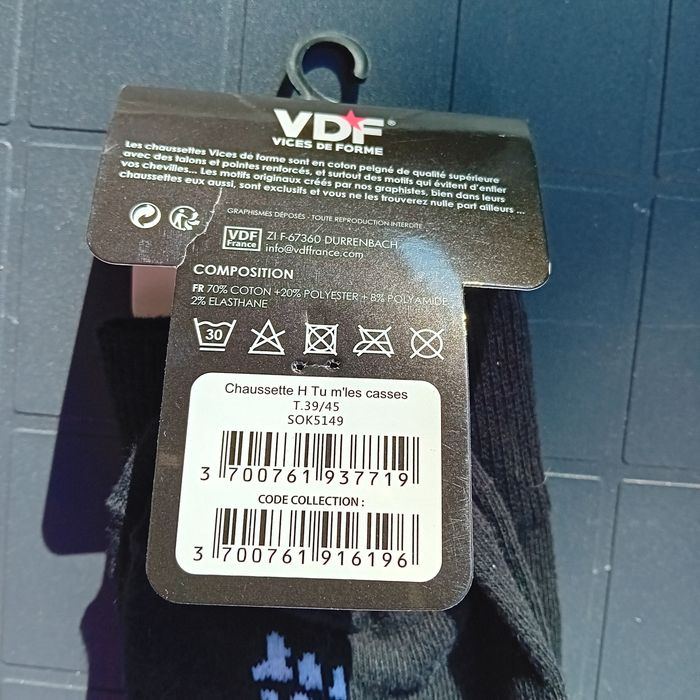 VDF®
VICES DE FORME
Les chaussettes Vices de forme sont en coton peigné de qualité supérieure
avec des talons et pointes renforcés, et surtout des motifs qui évitent d'enfler
vos chevilles... Les motifs originaux créés par nos graphistes, bien dans leurs
chaussettes eux aussi, sont exclusifs et vous ne les trouverez nulle part ailleurs ...
GRAPHISMES DÉPOSÉS - TOUTE REPRODUCTION INTERDITE
VDF
France
ZI F-67360 DURRENBACH
info@vdffrance.com
COMPOSITION
FR 70% COTON +20% POLYESTER + 8% POLYAMIDE
2% ELASTHANE
30
Chaussette H Tu m'les casses
T.39/45
SOK5149
3 700761 937719
CODE COLLECTION :
3 700761 916196